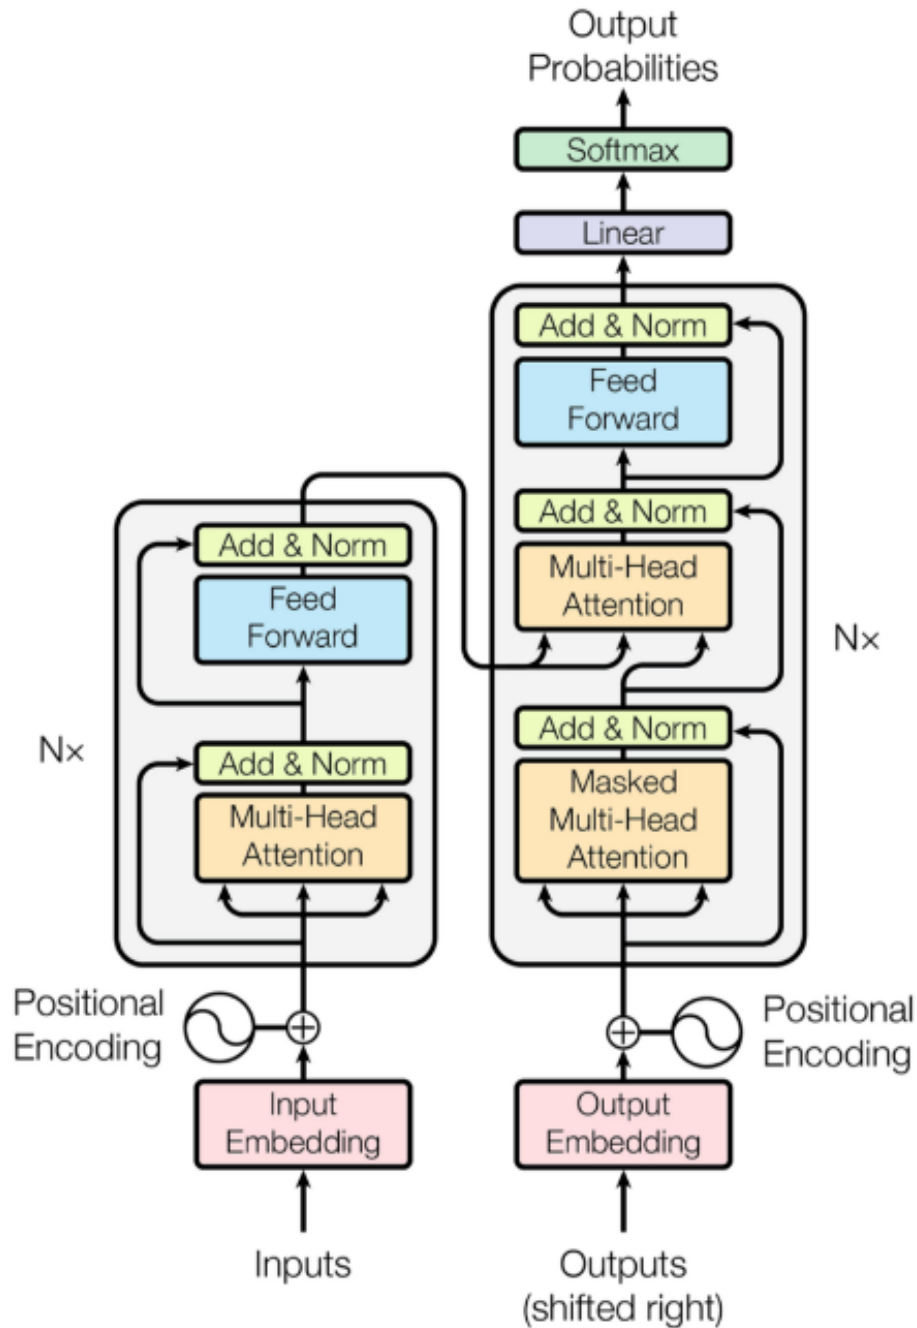 Output
Probabilities
Softmax
Linear
Add & Norm
Feed
Forward
Add & Norm
Multi-Head
Attention
Add & Norm
Masked
Multi-Head
Attention
N×
Add & Norm
Feed
Forward
Add & Norm
Multi-Head
Attention
N×
Positional
Encoding
Input
Embedding
Inputs
Positional
Encoding
Output
Embedding
Outputs
(shifted right)